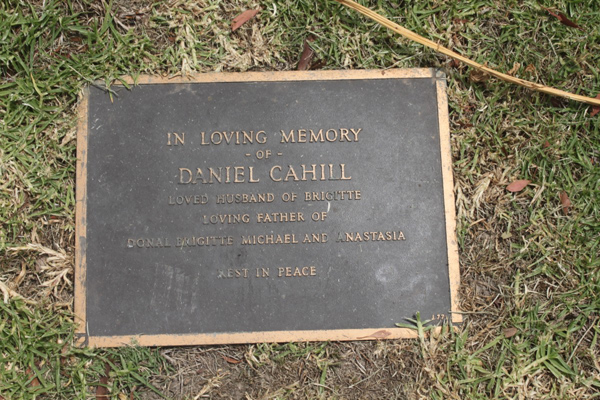 IN LOVING MEMORY
- OF -
DANIEL CAHILL
LOVED HUSBAND OF BRIGITTE
LOVING FATHER OF
DONAL BRIGITTE MICHAEL AND ANASTASIA
REST IN PEACE